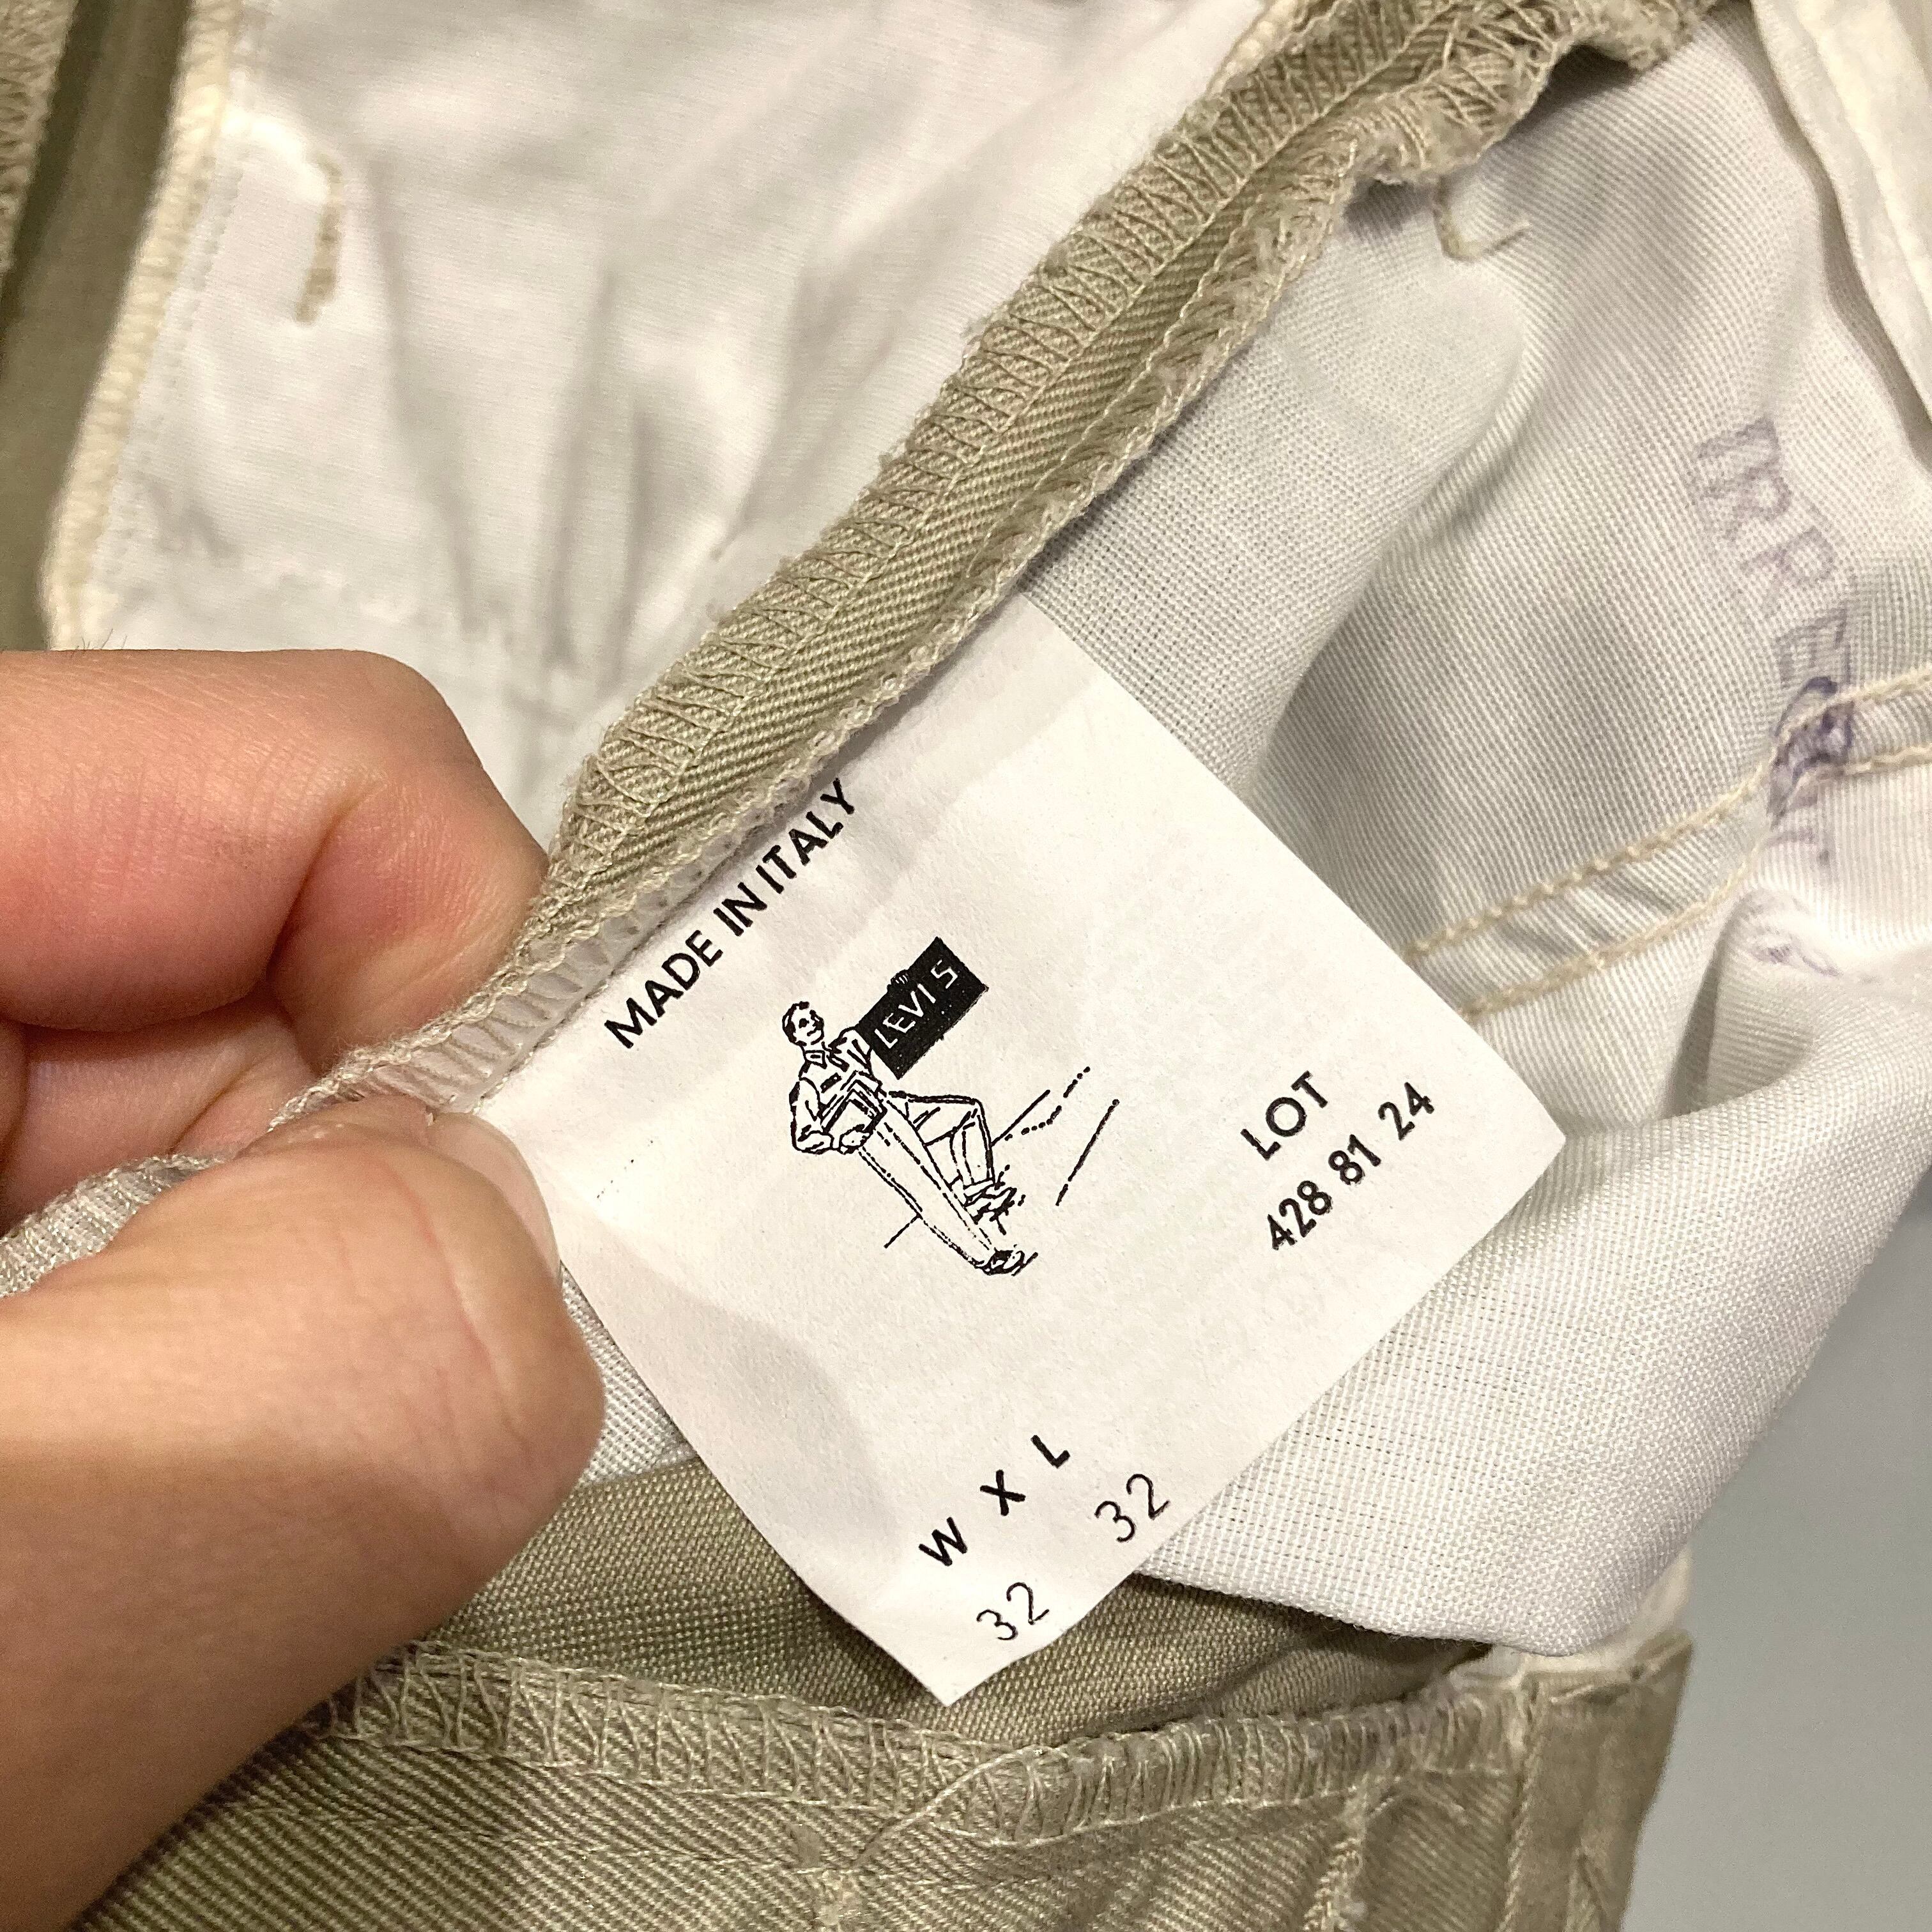 MADE IN ITALY
LEVI'S
LOT
428 81 24
W X L
32 32